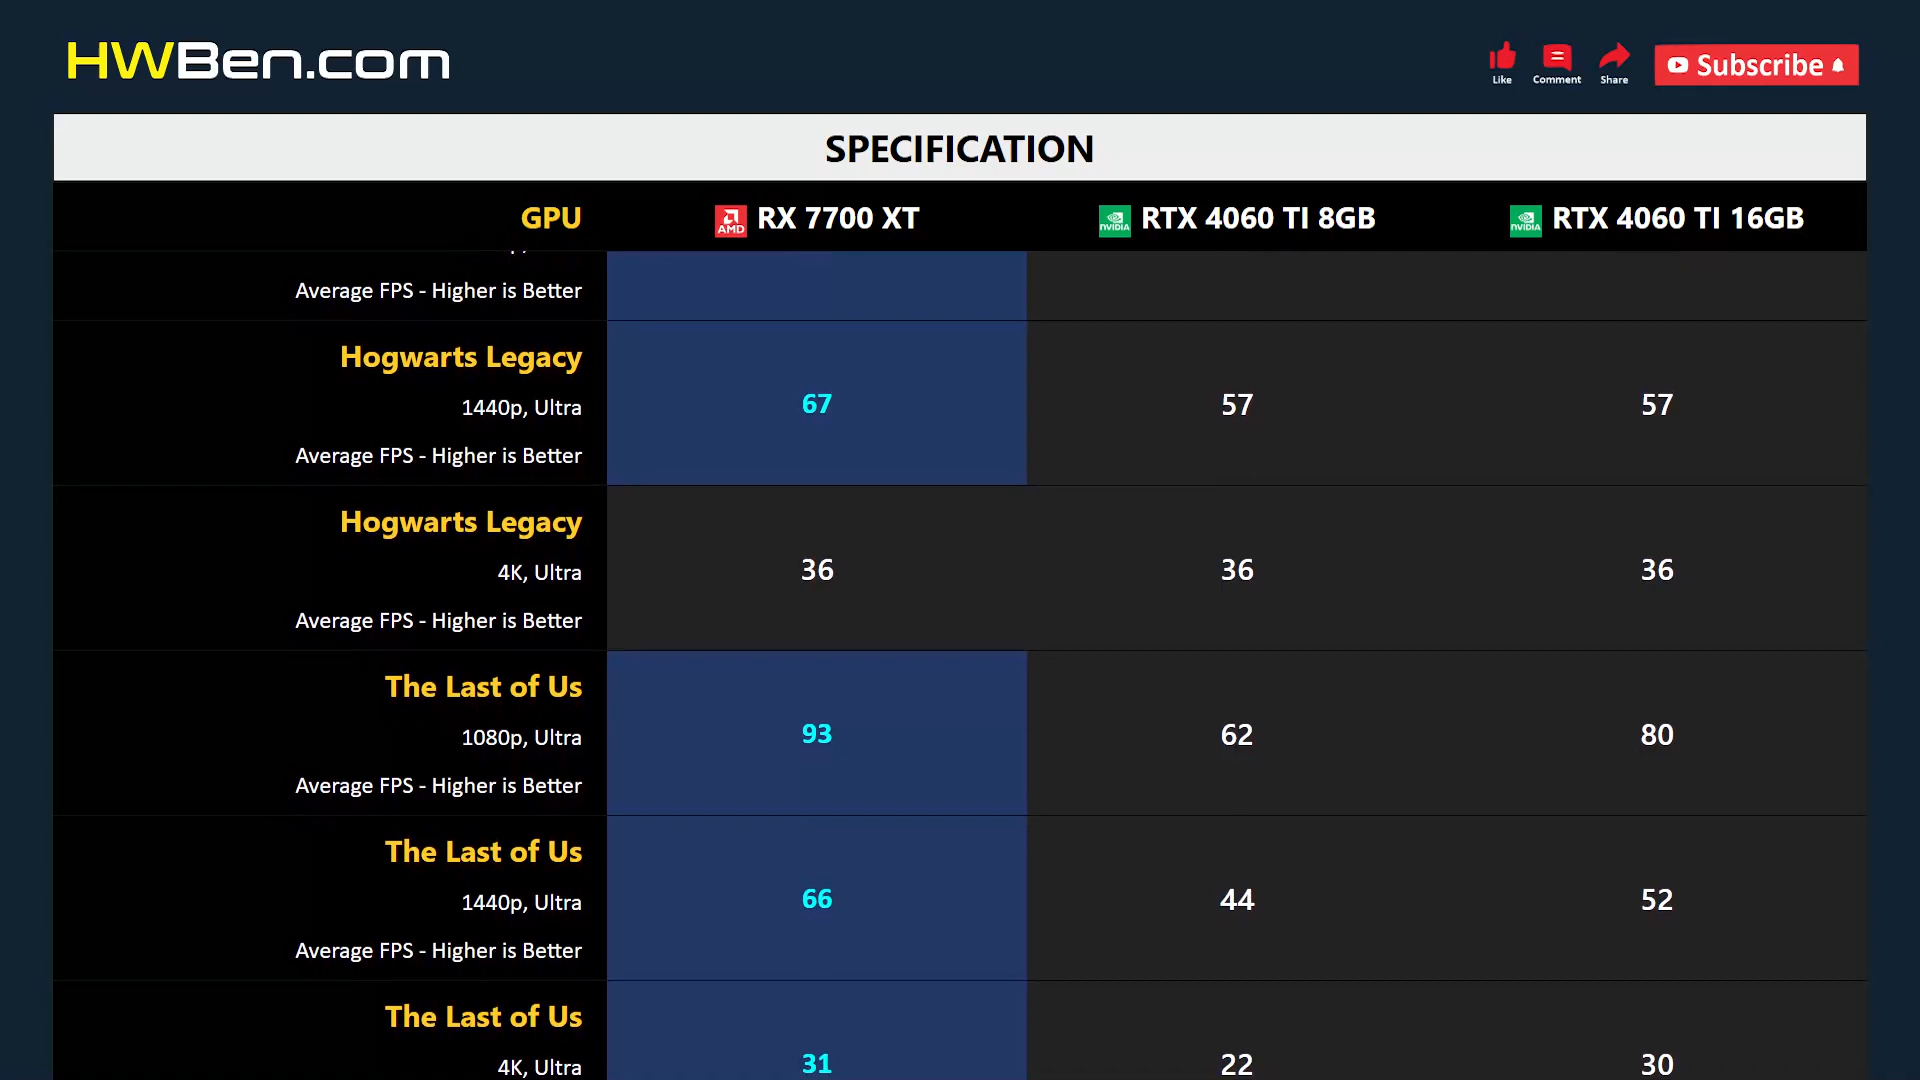 HWBen.com
Like
Comment
Share
Subscribe
SPECIFICATION
GPU
AMD RX 7700 XT
NVIDIA RTX 4060 TI 8GB
NVIDIA RTX 4060 TI 16GB
Average FPS - Higher is Better
Hogwarts Legacy
1440p, Ultra
Average FPS - Higher is Better
67
57
57
Hogwarts Legacy
4K, Ultra
Average FPS - Higher is Better
36
36
36
The Last of Us
1080p, Ultra
Average FPS - Higher is Better
93
62
80
The Last of Us
1440p, Ultra
Average FPS - Higher is Better
66
44
52
The Last of Us
4K, Ultra
31
22
30